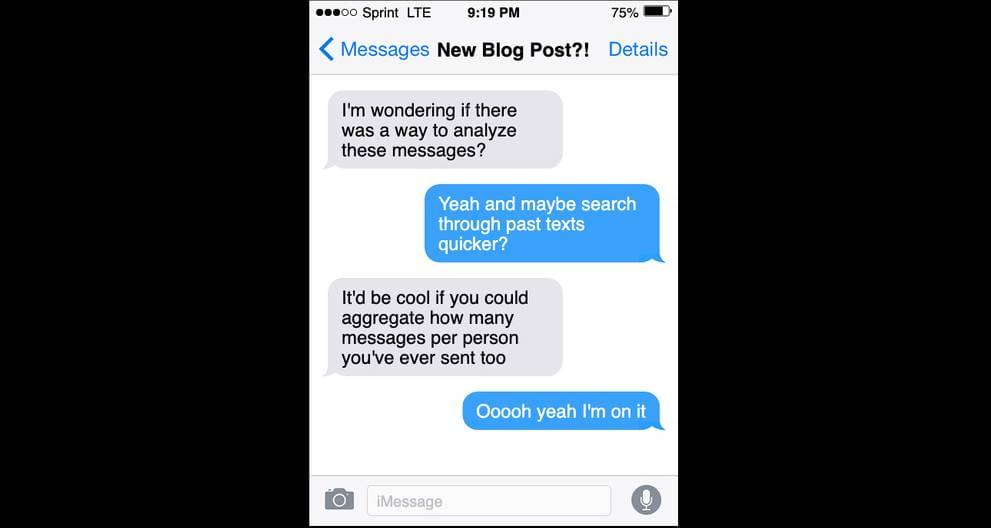 Sprint LTE 9:19 PM 75%
Messages New Blog Post?! Details
I'm wondering if there
was a way to analyze
these messages?
Yeah and maybe search
through past texts
quicker?
It'd be cool if you could
aggregate how many
messages per person
you've ever sent too
Ooooh yeah I'm on it
iMessage